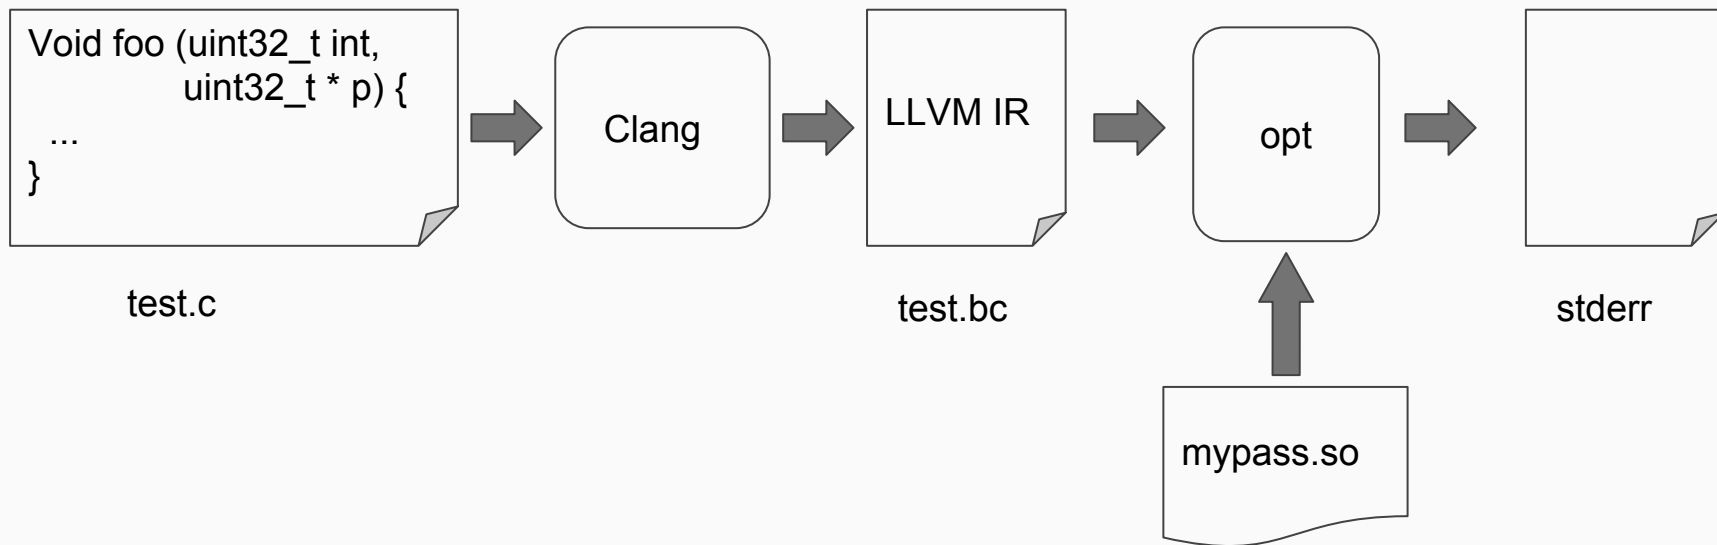 Void foo (uint32_t int,
uint32_t * p) {
...
}
Clang
LLVM IR
opt
test.c
test.bc
stderr
mypass.so